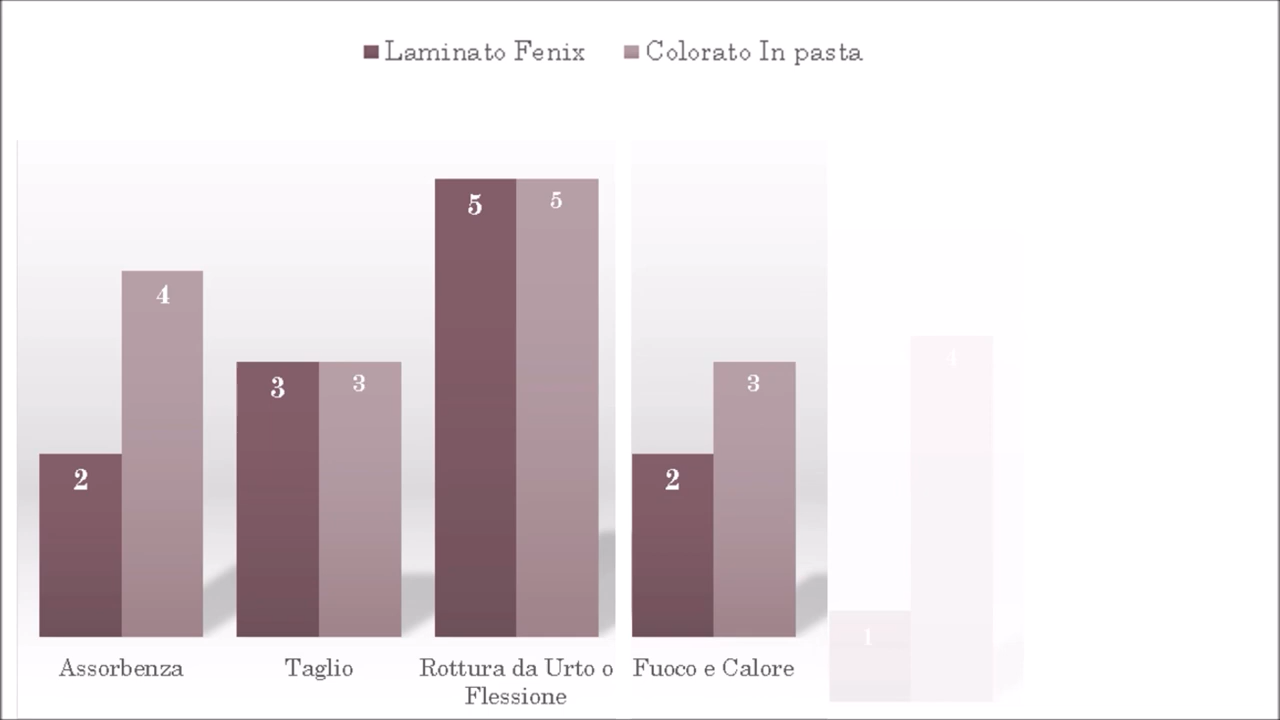 Laminato Fenix Colorato In pasta
5 5
4
3 3 3
2 2
4
1
Assorbenza Taglio Rottura da Urto o Flessione Fuoco e Calore